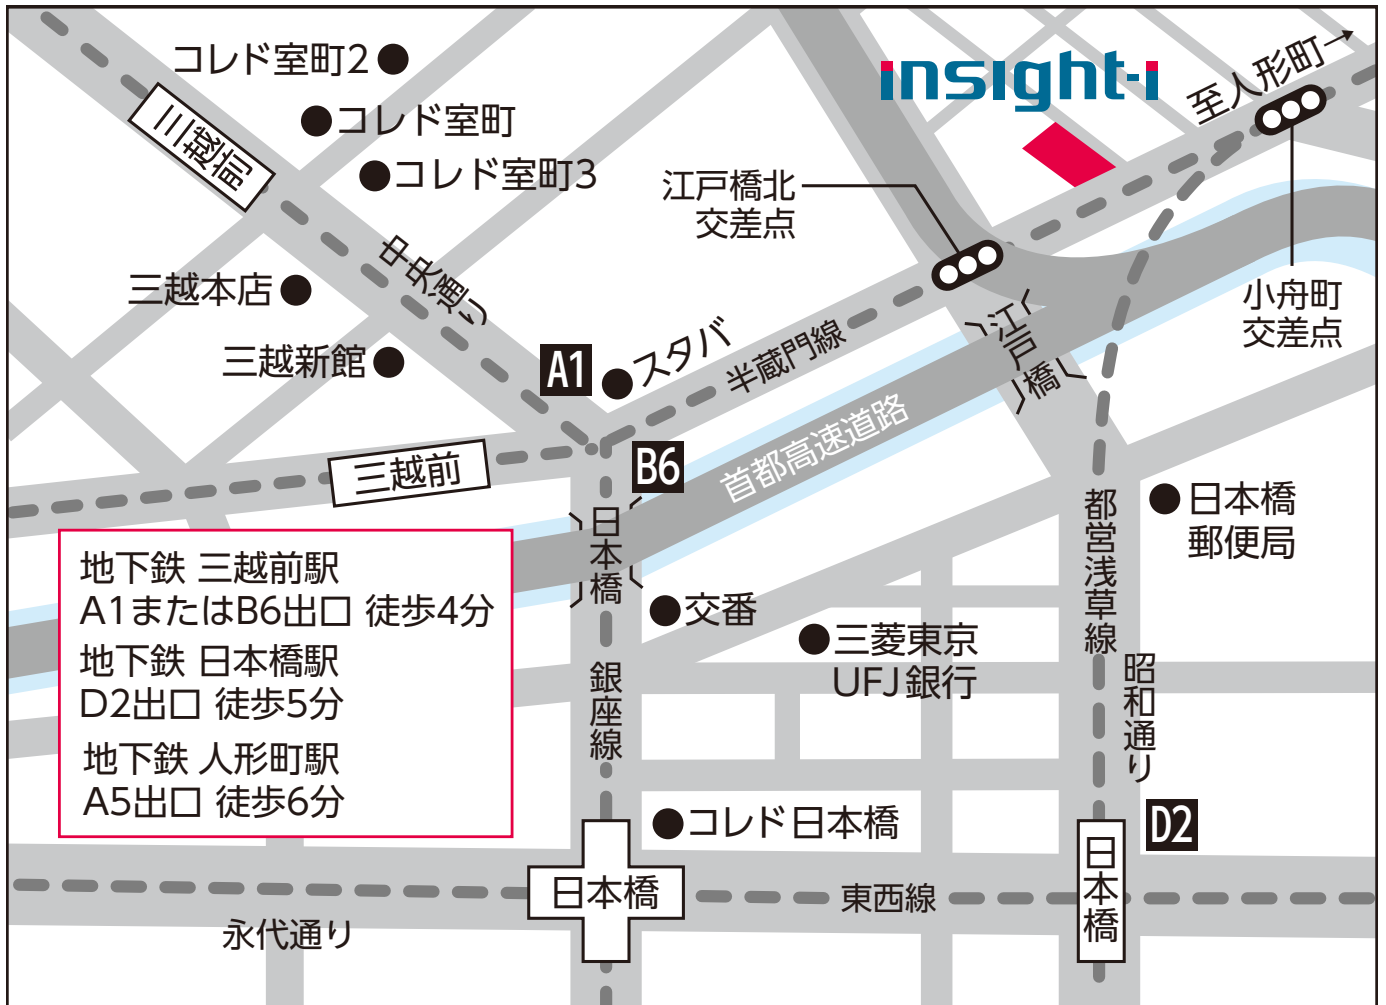 コレド室町2
コレド室町
コレド室町3
三越前
insight-i
至人形町→
江戸橋北
交差点
小舟町
交差点
中央通り
三越本店
三越新館
A1
スタバ
半蔵門線
江戸橋
首都高速道路
三越前
B6
日本橋
都営浅草線
日本橋
郵便局
地下鉄 三越前駅
A1またはB6出口 徒歩4分
地下鉄 日本橋駅
D2出口 徒歩5分
地下鉄 人形町駅
A5出口 徒歩6分
交番
三菱東京
UFJ銀行
銀座線
昭和通り
コレド日本橋
D2
日本橋
東西線
日本橋
永代通り